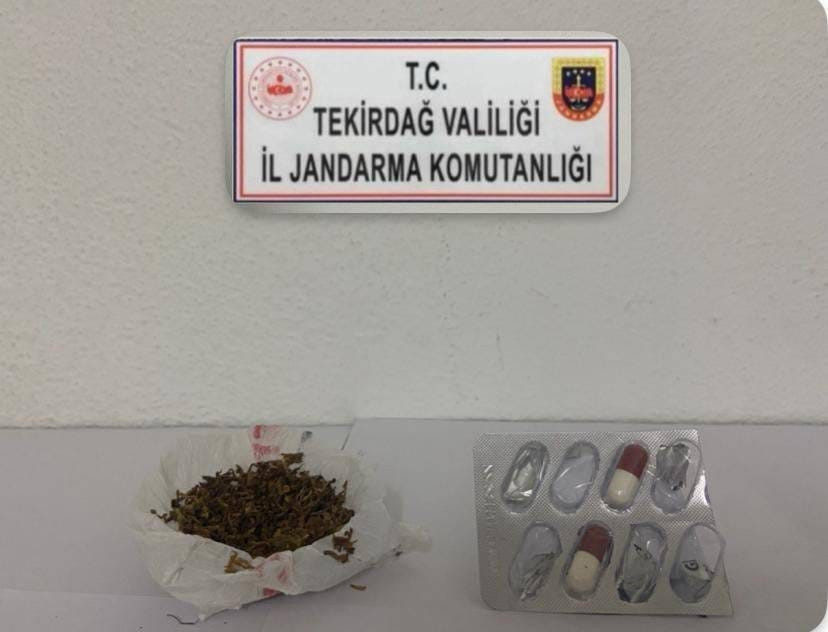 T.C.
TEKİRDAĞ VALİLİĞİ
İL JANDARMA KOMUTANLIĞI